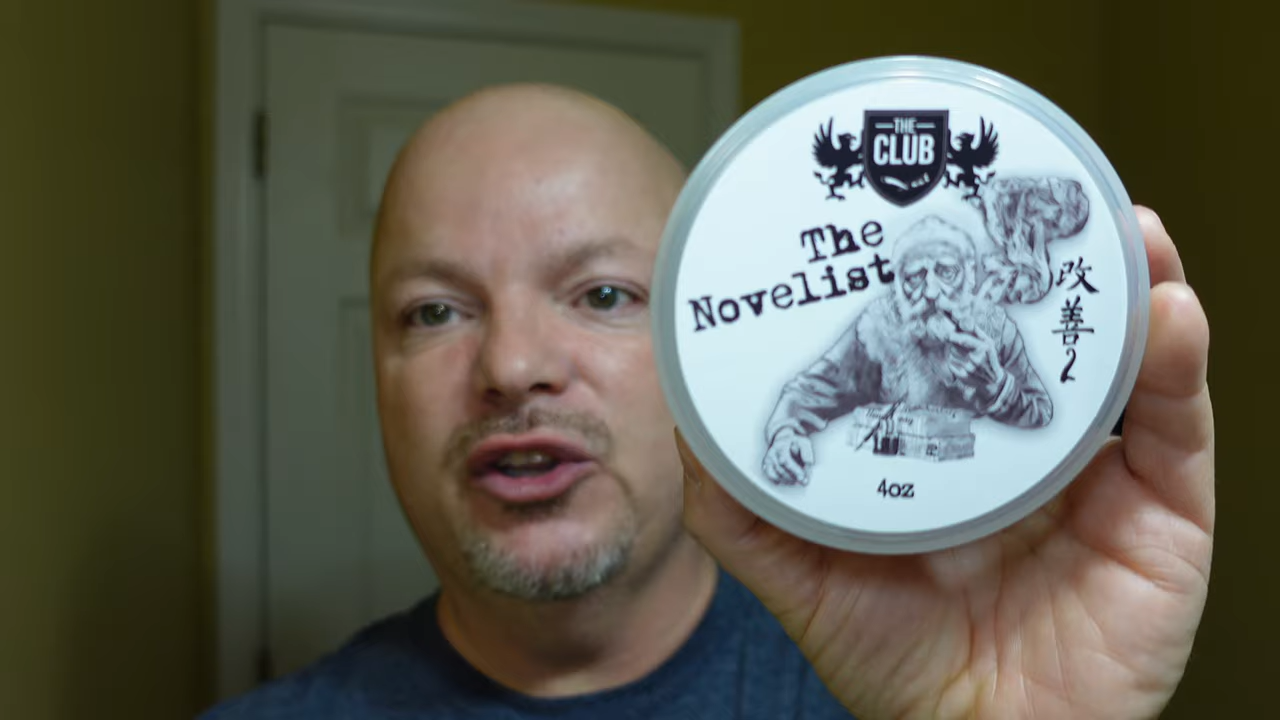 THE
CLUB
The
Novelist
改
善
2
4oz